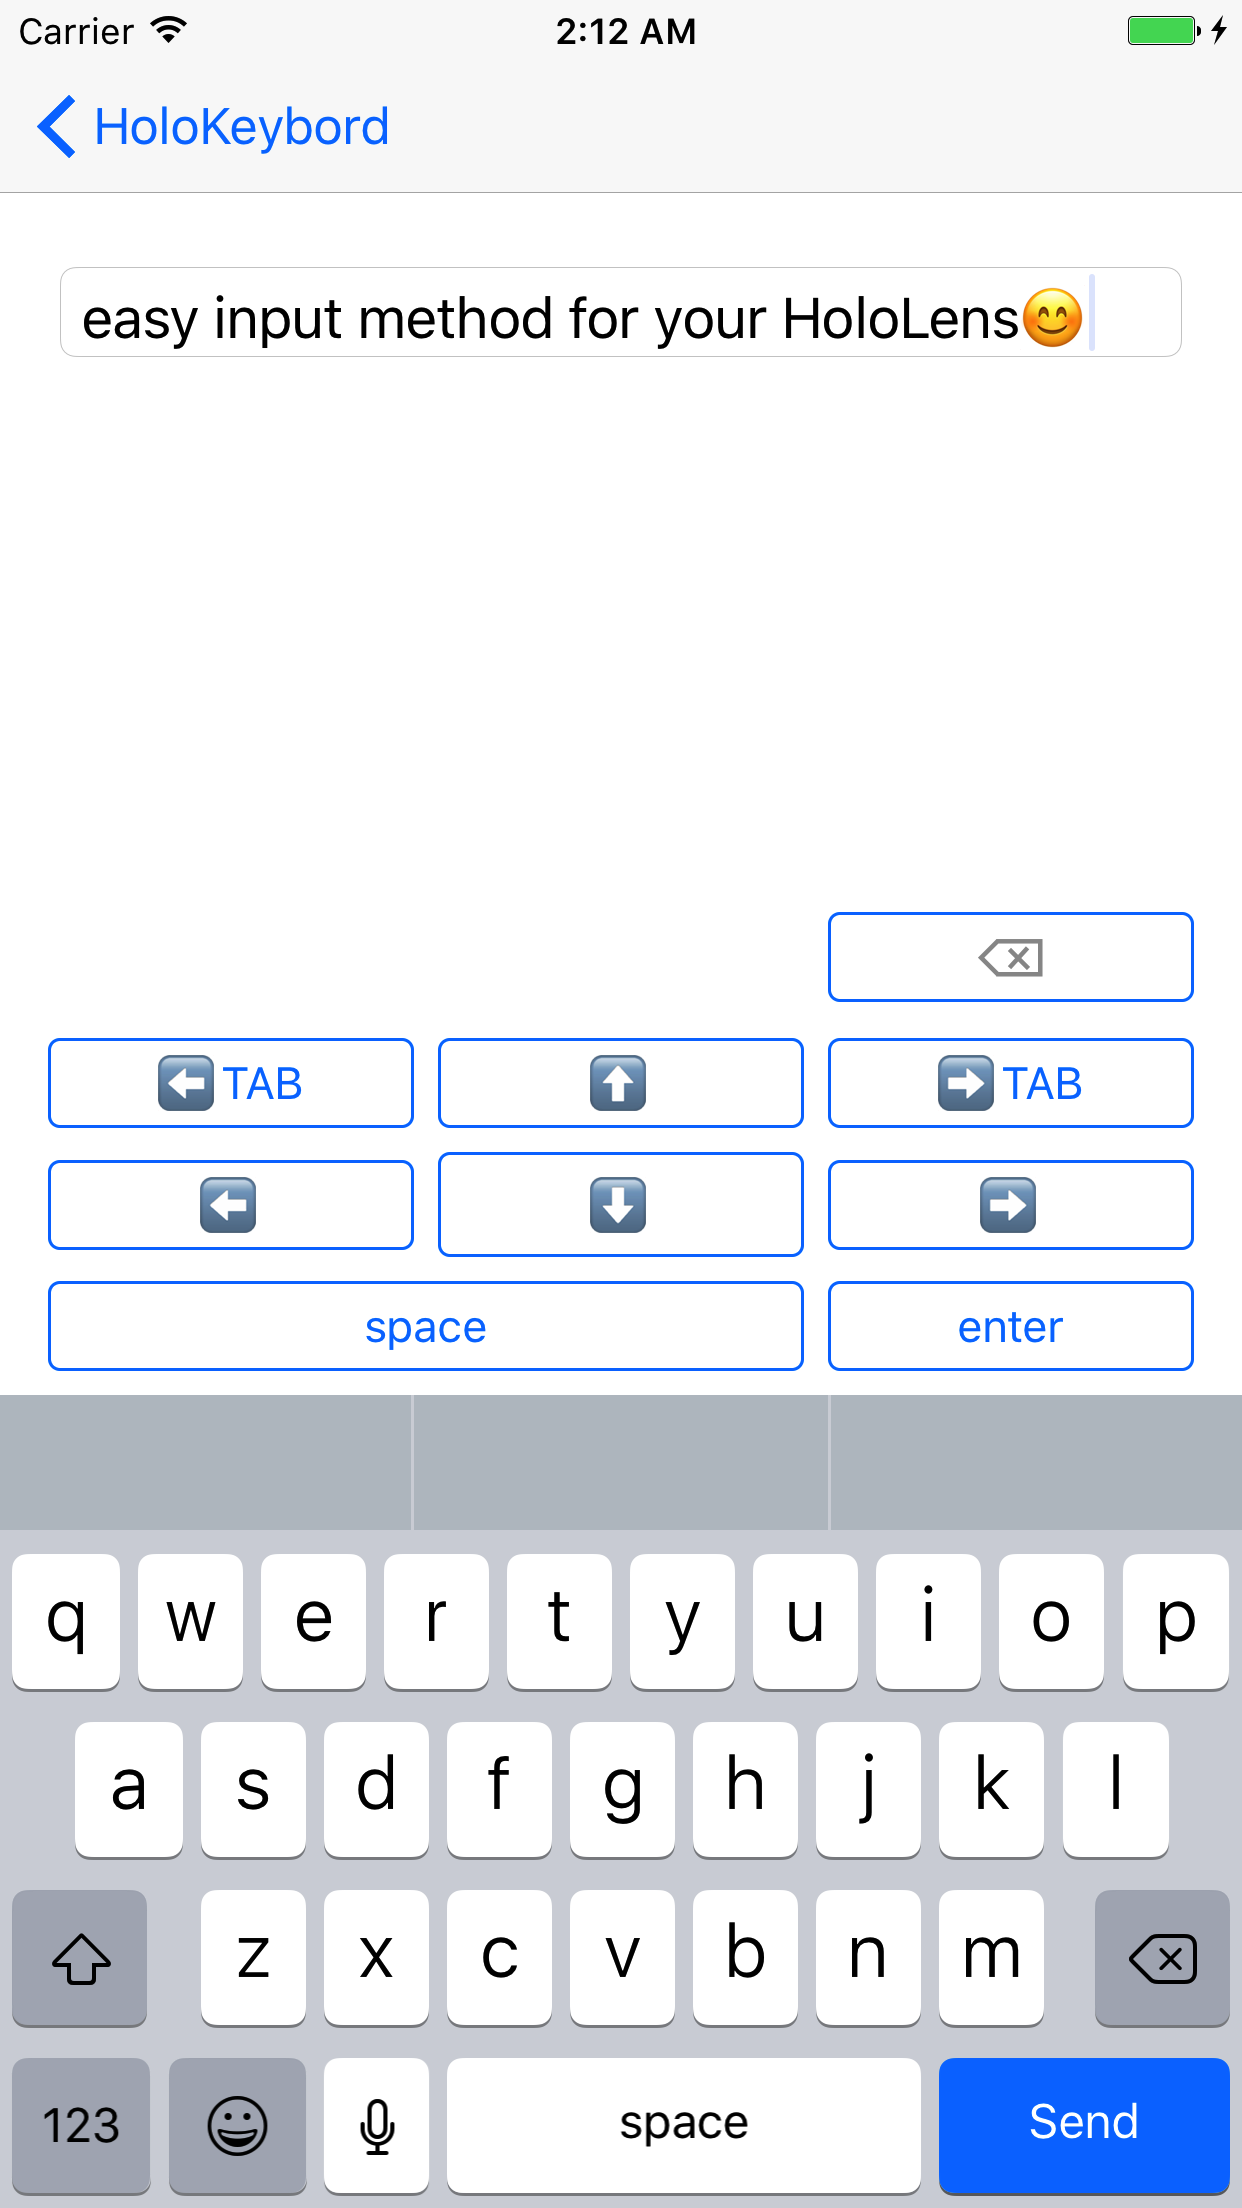 Carrier 2:12 AM
HoloKeybord
easy input method for your HoloLens😊
⬅️TAB ⬆️ ➡️TAB
⬅️ ⬇️ ➡️
space enter
q w e r t y u i o p
a s d f g h j k l
z x c v b n m
123 space Send